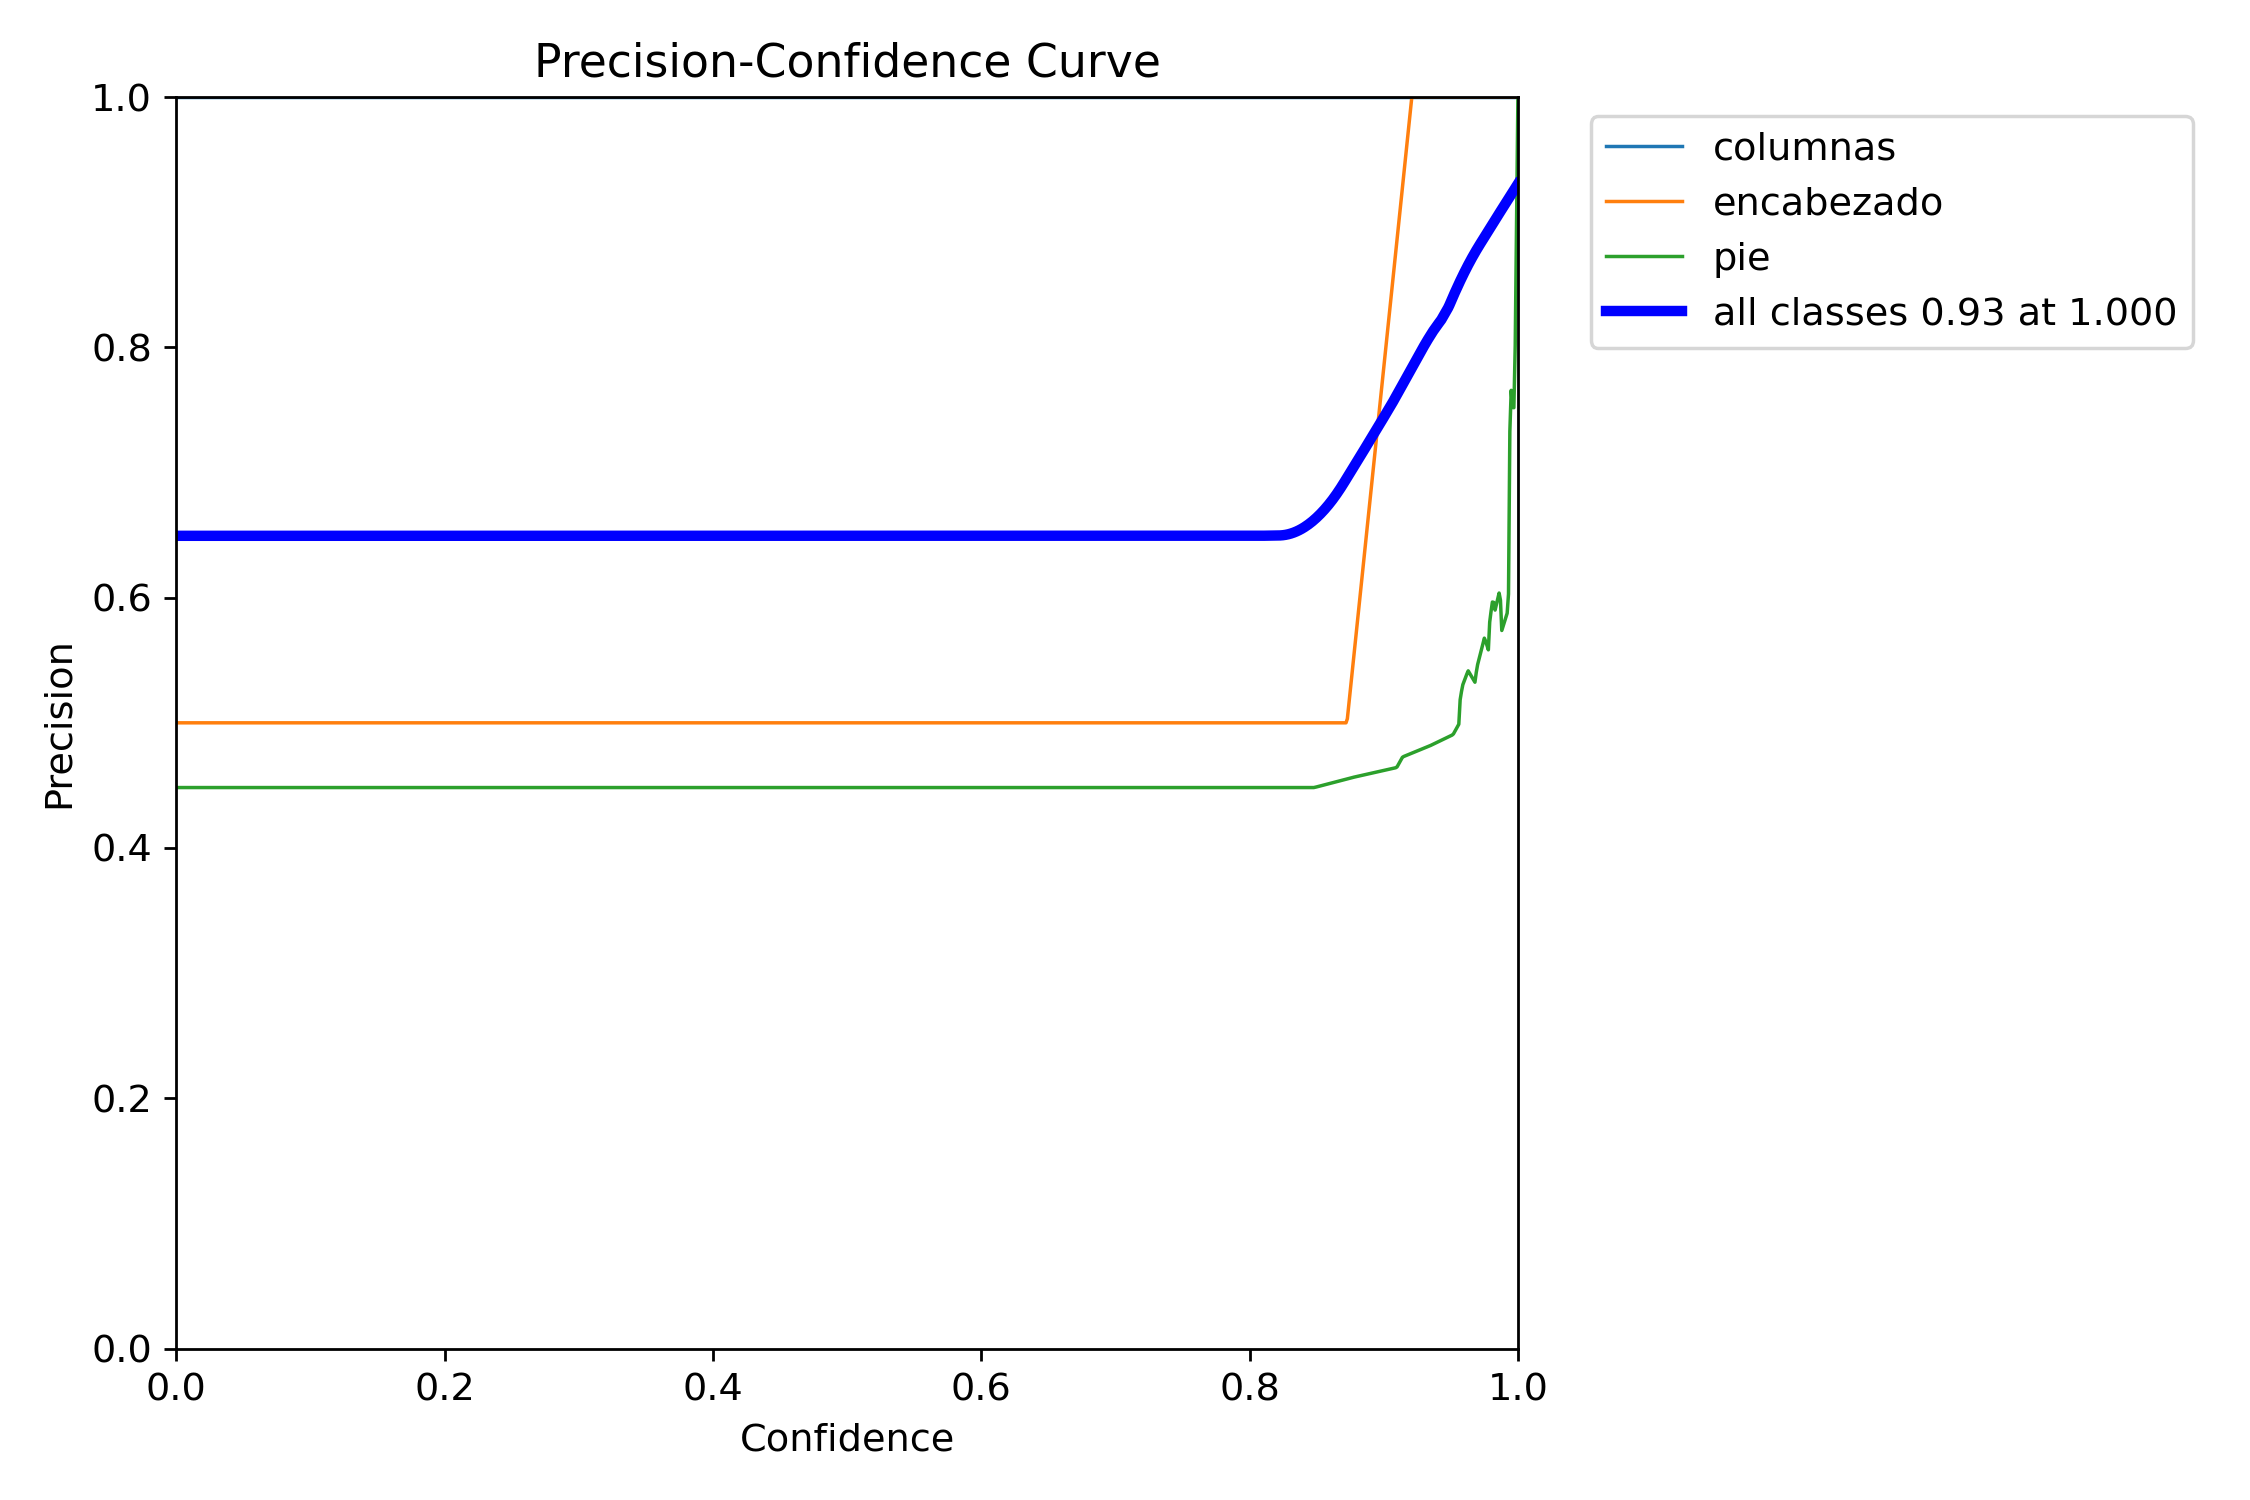 Precision-Confidence Curve
1.0
0.8
0.6
0.4
0.2
0.0
Precision
0.0 0.2 0.4 0.6 0.8 1.0
Confidence
columnas
encabezado
pie
all classes 0.93 at 1.000